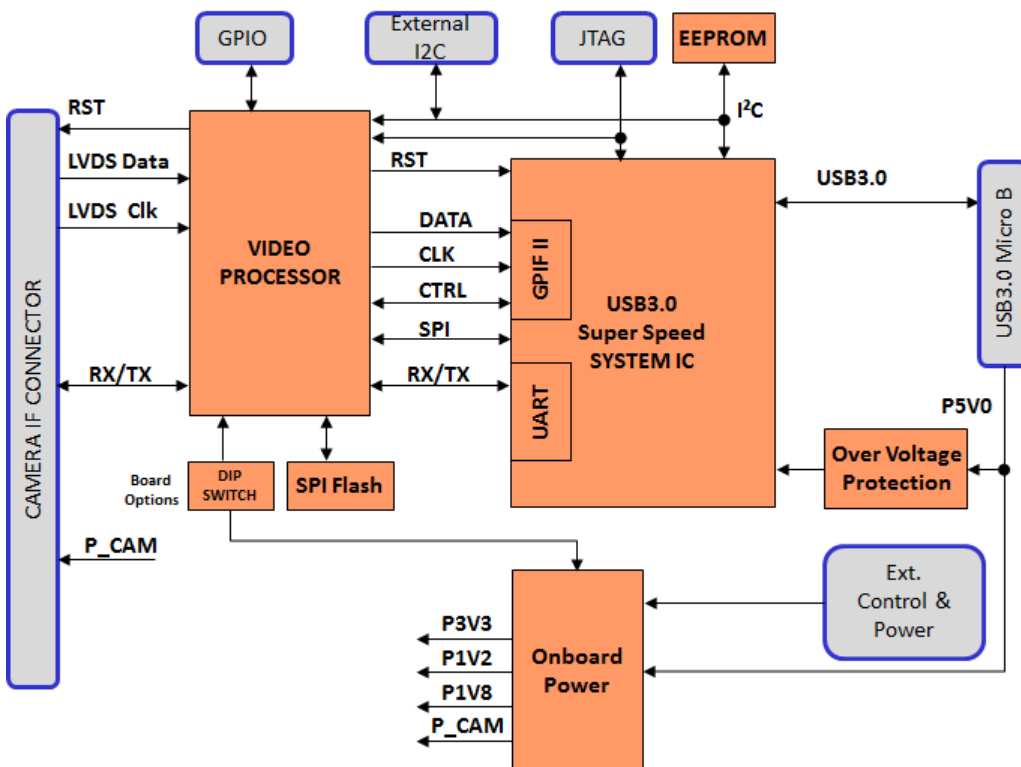 GPIO
External
I2C
JTAG
EEPROM
RST
I²C
LVDS Data
RST
USB3.0
LVDS Clk
DATA
VIDEO
PROCESSOR
CLK
GPIF II
CTRL
USB3.0
Super Speed
SYSTEM IC
SPI
USB3.0 Micro B
CAMERA IF CONNECTOR
RX/TX
RX/TX
UART
P5V0
Over Voltage
Protection
Board
Options
DIP
SWITCH
SPI Flash
P_CAM
Ext.
Control &
Power
P3V3
Onboard
Power
P1V2
P1V8
P_CAM